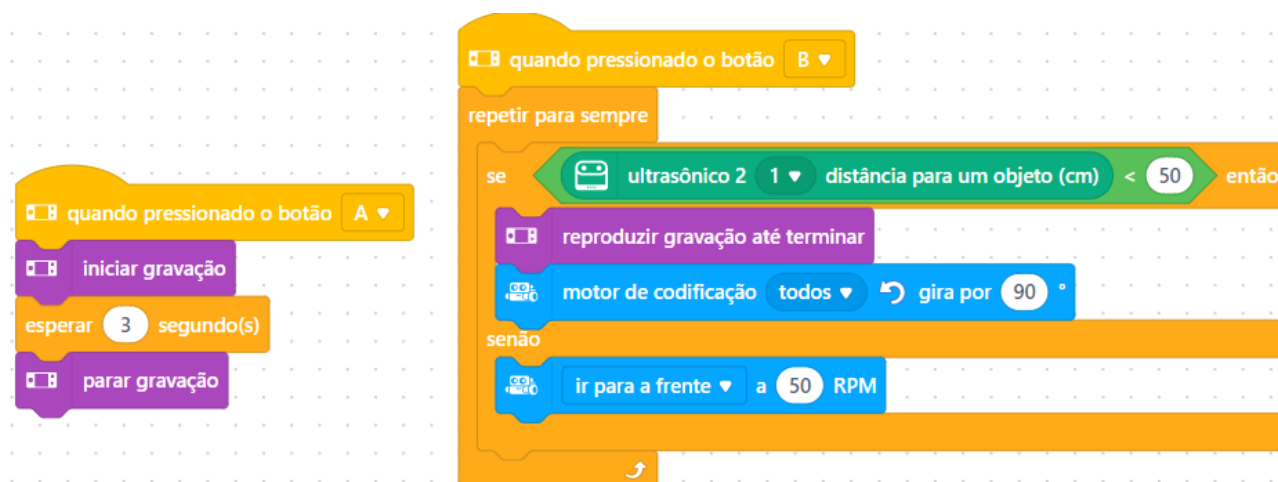 quando pressionado o botão A
iniciar gravação
esperar 3 segundo(s)
parar gravação
quando pressionado o botão B
repetir para sempre
se ultrasônico 2 1 distância para um objeto (cm) < 50 então
reproduzir gravação até terminar
motor de codificação todos gira por 90 °
senão
ir para a frente a 50 RPM